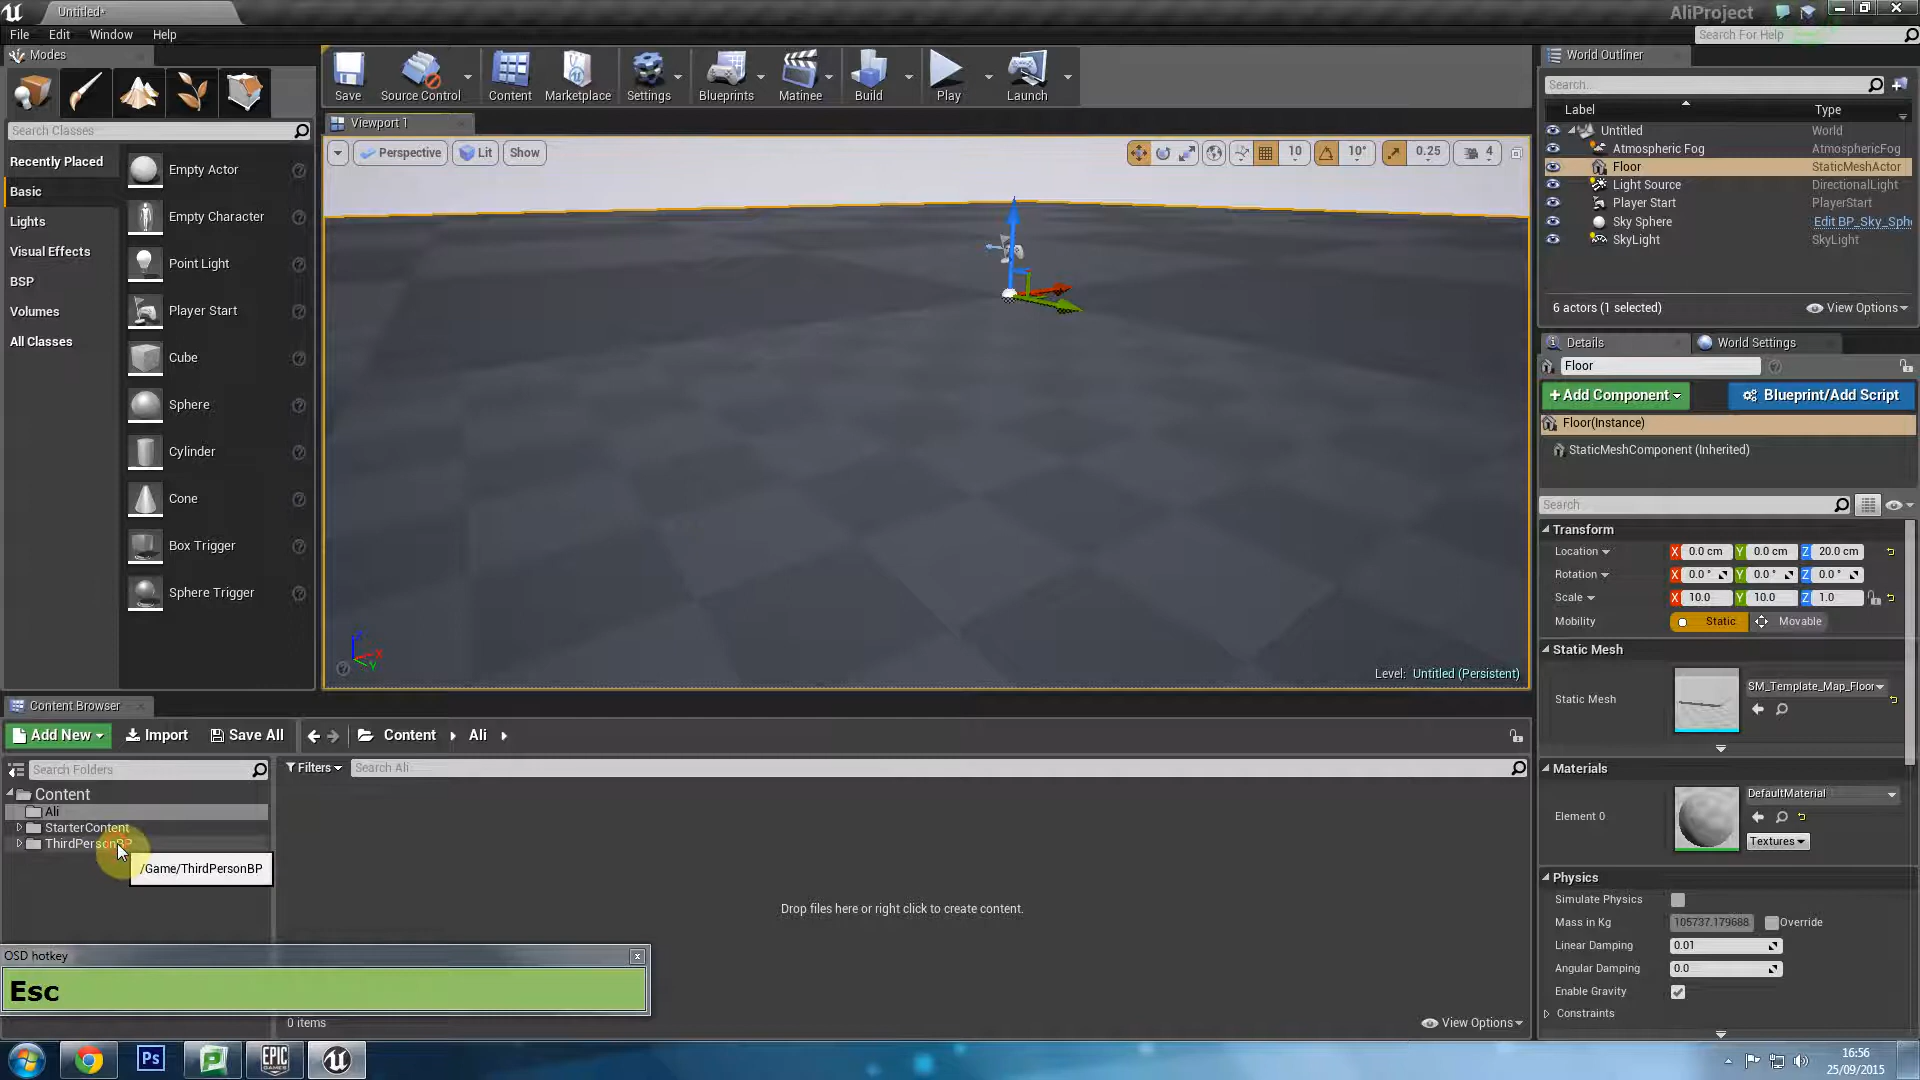 Untitled*
AliProject
File Edit Window Help
Search For Help
Modes
Search Classes
Recently Placed
Basic
Lights
Visual Effects
BSP
Volumes
All Classes
Empty Actor
Empty Character
Point Light
Player Start
Cube
Sphere
Cylinder
Cone
Box Trigger
Sphere Trigger
Save Source Control Content Marketplace Settings Blueprints Matinee Build Play Launch
Viewport 1
Perspective Lit Show
10 10° 0.25 4
Level: Untitled (Persistent)
World Outliner
Search..
Label Type
Untitled World
Atmospheric Fog AtmosphericFog
Floor StaticMeshActor
Light Source DirectionalLight
Player Start PlayerStart
Sky Sphere Edit BP_Sky_Sph
SkyLight SkyLight
6 actors (1 selected) View Options
Details World Settings
Floor
+Add Component Blueprint/Add Script
Floor(Instance)
StaticMeshComponent (Inherited)
Search
Transform
Location X 0.0 cm Y 0.0 cm Z 20.0 cm
Rotation X 0.0 ° Y 0.0 ° Z 0.0 °
Scale X 10.0 Y 10.0 Z 1.0
Mobility Static Movable
Static Mesh
Static Mesh SM_Template_Map_Floor
Materials
Element 0 DefaultMaterial
Textures
Physics
Simulate Physics
Mass in Kg 105737.179688 Override
Linear Damping 0.01
Angular Damping 0.0
Enable Gravity
Constraints
Content Browser
Add New Import Save All Content Ali
Search Folders
Filters Search Ali
Content
Ali
StarterContent
ThirdPersonBP
/Game/ThirdPersonBP
Drop files here or right click to create content.
OSD hotkey
Esc
0 items View Options
Ps
EPIC GAMES
16:56
25/09/2015